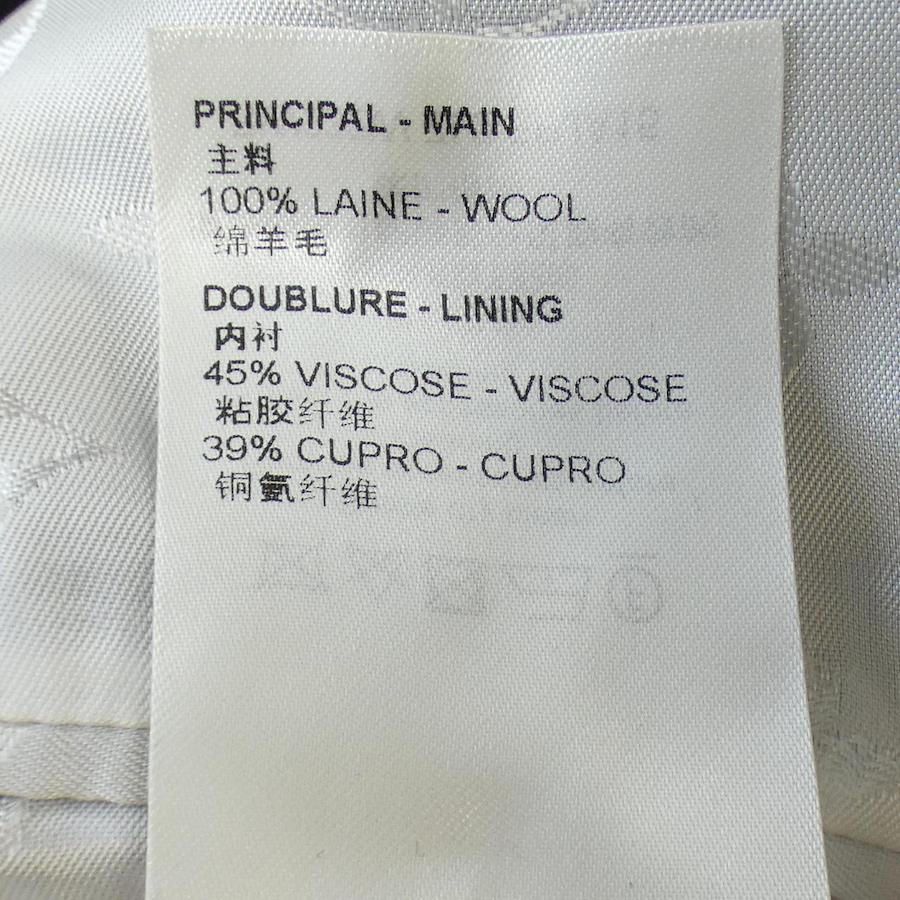 PRINCIPAL - MAIN
主料
100% LAINE - WOOL
绵羊毛
DOUBLURE - LINING
内衬
45% VISCOSE - VISCOSE
粘胶纤维
39% CUPRO - CUPRO
铜氨纤维